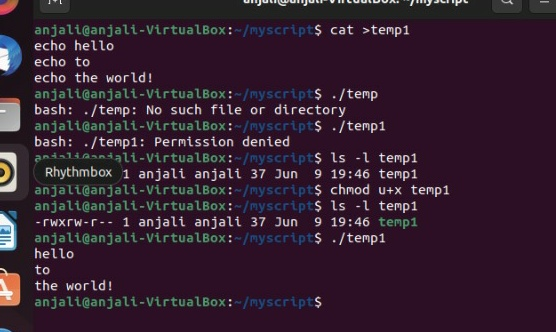 anjali@anjali-VirtualBox: ~/myscript
anjali@anjali-VirtualBox:~/myscript$ cat >temp1
echo hello
echo to
echo the world!
anjali@anjali-VirtualBox:~/myscript$ ./temp
bash: ./temp: No such file or directory
anjali@anjali-VirtualBox:~/myscript$ ./temp1
bash: ./temp1: Permission denied
anjali@anjali-VirtualBox:~/myscript$ ls -l temp1
Rhythmbox 1 anjali anjali 37 Jun  9 19:46 temp1
anjali@anjali-VirtualBox:~/myscript$ chmod u+x temp1
anjali@anjali-VirtualBox:~/myscript$ ls -l temp1
-rwxrw-r-- 1 anjali anjali 37 Jun  9 19:46 temp1
anjali@anjali-VirtualBox:~/myscript$ ./temp1
hello
to
the world!
anjali@anjali-VirtualBox:~/myscript$